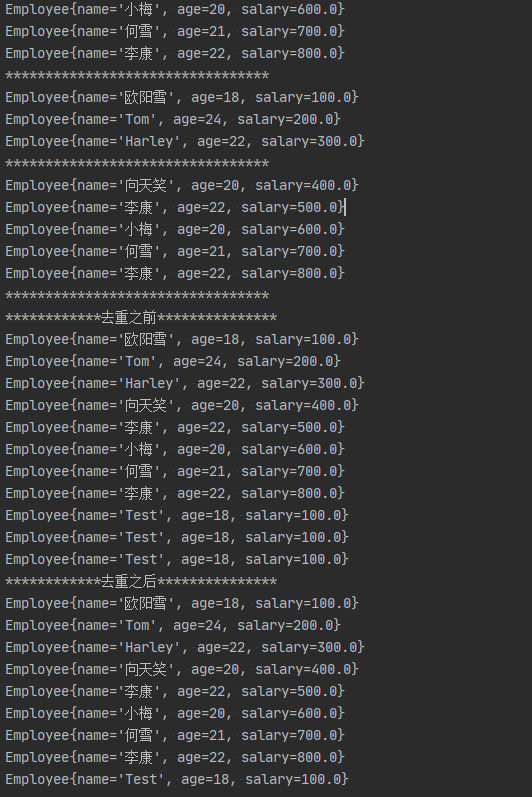 Employee{name='小梅', age=20, salary=600.0}
Employee{name='何雪', age=21, salary=700.0}
Employee{name='李康', age=22, salary=800.0}
*********************************
Employee{name='欧阳雪', age=18, salary=100.0}
Employee{name='Tom', age=24, salary=200.0}
Employee{name='Harley', age=22, salary=300.0}
*********************************
Employee{name='向天笑', age=20, salary=400.0}
Employee{name='李康', age=22, salary=500.0}
Employee{name='小梅', age=20, salary=600.0}
Employee{name='何雪', age=21, salary=700.0}
Employee{name='李康', age=22, salary=800.0}
*********************************
************去重之前***************
Employee{name='欧阳雪', age=18, salary=100.0}
Employee{name='Tom', age=24, salary=200.0}
Employee{name='Harley', age=22, salary=300.0}
Employee{name='向天笑', age=20, salary=400.0}
Employee{name='李康', age=22, salary=500.0}
Employee{name='小梅', age=20, salary=600.0}
Employee{name='何雪', age=21, salary=700.0}
Employee{name='李康', age=22, salary=800.0}
Employee{name='Test', age=18, salary=100.0}
Employee{name='Test', age=18, salary=100.0}
Employee{name='Test', age=18, salary=100.0}
************去重之后***************
Employee{name='欧阳雪', age=18, salary=100.0}
Employee{name='Tom', age=24, salary=200.0}
Employee{name='Harley', age=22, salary=300.0}
Employee{name='向天笑', age=20, salary=400.0}
Employee{name='李康', age=22, salary=500.0}
Employee{name='小梅', age=20, salary=600.0}
Employee{name='何雪', age=21, salary=700.0}
Employee{name='李康', age=22, salary=800.0}
Employee{name='Test', age=18, salary=100.0}